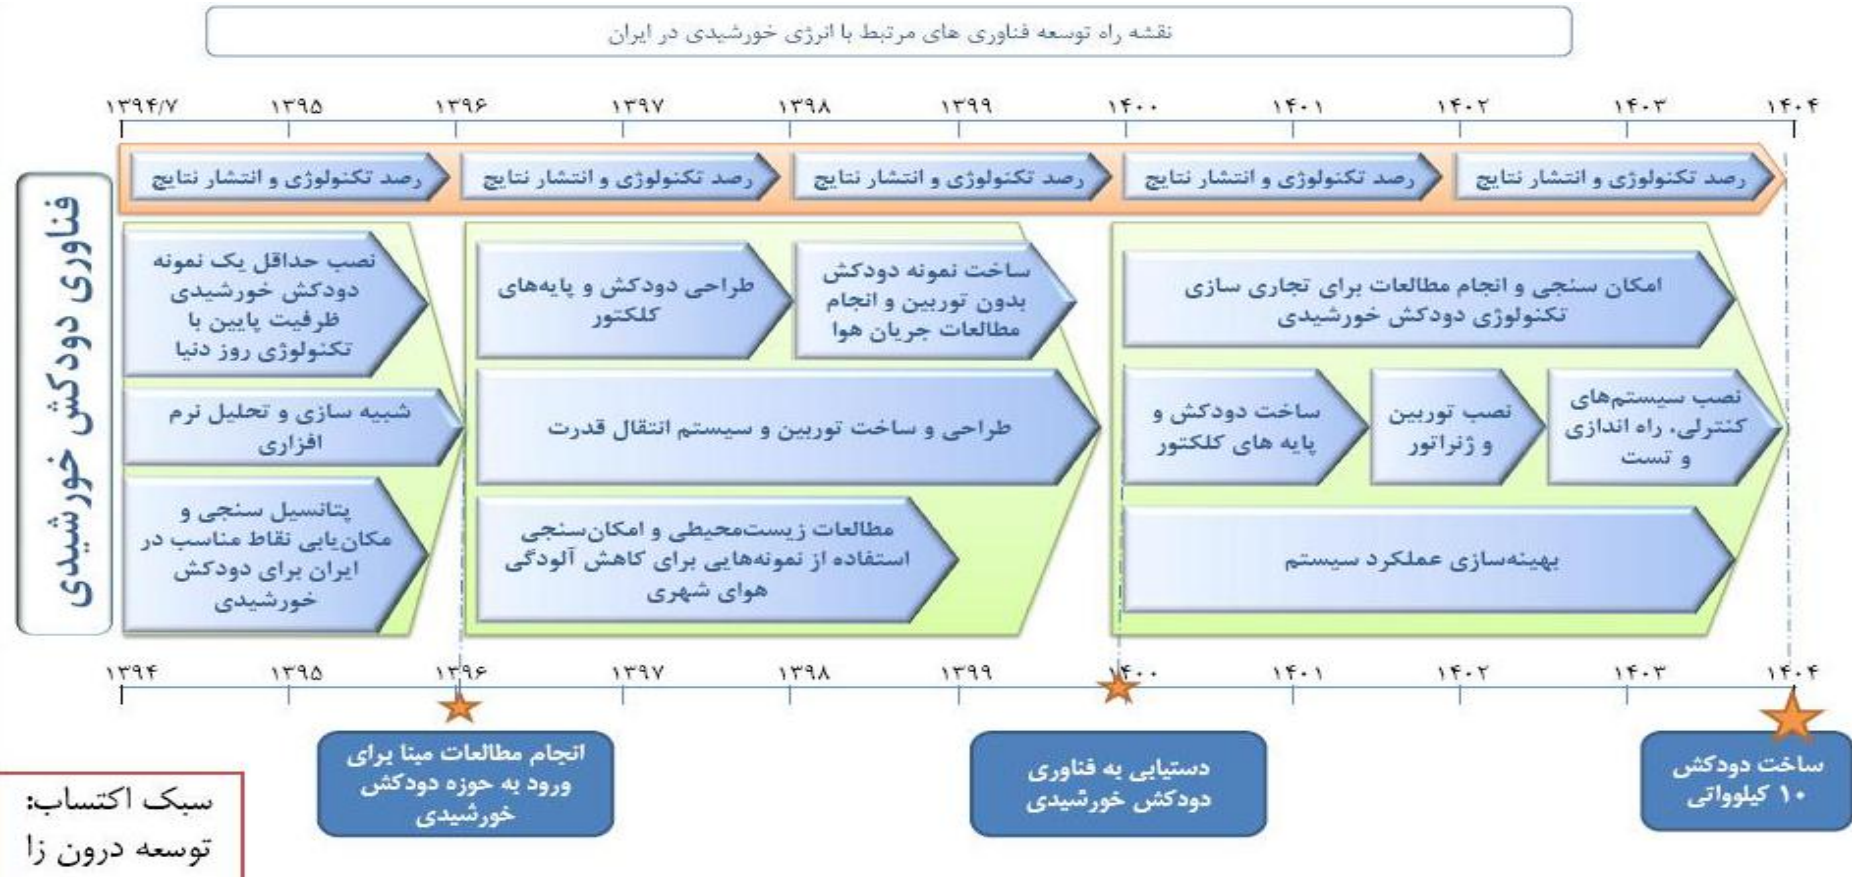 نقشه راه توسعه فناوری های مرتبط با انرژی خورشیدی در ایران
۱۳۹۴/۷ ۱۳۹۵ ۱۳۹۶ ۱۳۹۷ ۱۳۹۸ ۱۳۹۹ ۱۴۰۰ ۱۴۰۱ ۱۴۰۲ ۱۴۰۳ ۱۴۰۴
فناوری دودکش خورشیدی
رصد تکنولوژی و انتشار نتایج
رصد تکنولوژی و انتشار نتایج
رصد تکنولوژی و انتشار نتایج
رصد تکنولوژی و انتشار نتایج
رصد تکنولوژی و انتشار نتایج
نصب حداقل یک نمونه
دودکش خورشیدی
ظرفیت پایین با
تکنولوژی روز دنیا
شبیه سازی و تحلیل نرم
افزاری
پتانسیل سنجی و
مکان‌یابی نقاط مناسب در
ایران برای دودکش
خورشیدی
طراحی دودکش و پایه‌های
کلکتور
ساخت نمونه دودکش
بدون توربین و انجام
مطالعات جریان هوا
طراحی و ساخت توربین و سیستم انتقال قدرت
مطالعات زیست‌محیطی و امکان‌سنجی
استفاده از نمونه‌هایی برای کاهش آلودگی
هوای شهری
امکان سنجی و انجام مطالعات برای تجاری سازی
تکنولوژی دودکش خورشیدی
ساخت دودکش و
پایه های کلکتور
نصب توربین
و ژنراتور
نصب سیستم‌های
کنترلی، راه اندازی
و تست
بهینه‌سازی عملکرد سیستم
۱۳۹۴ ۱۳۹۵ ۱۳۹۶ ۱۳۹۷ ۱۳۹۸ ۱۳۹۹ ۱۴۰۰ ۱۴۰۱ ۱۴۰۲ ۱۴۰۳ ۱۴۰۴
انجام مطالعات مبنا برای
ورود به حوزه دودکش
خورشیدی
دستیابی به فناوری
دودکش خورشیدی
ساخت دودکش
۱۰ کیلوواتی
سبک اکتساب:
توسعه درون زا